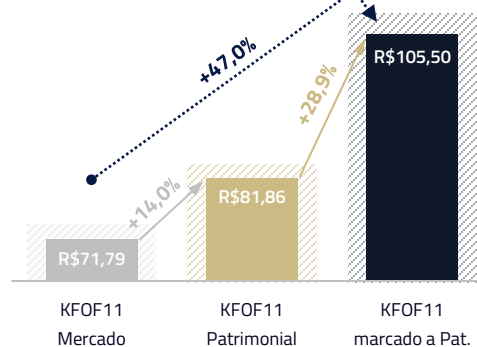 +47,0%
+28,9%
R$105,50
+14,0%
R$81,86
R$71,79
KFOF11 KFOF11 KFOF11
Mercado Patrimonial marcado a Pat.